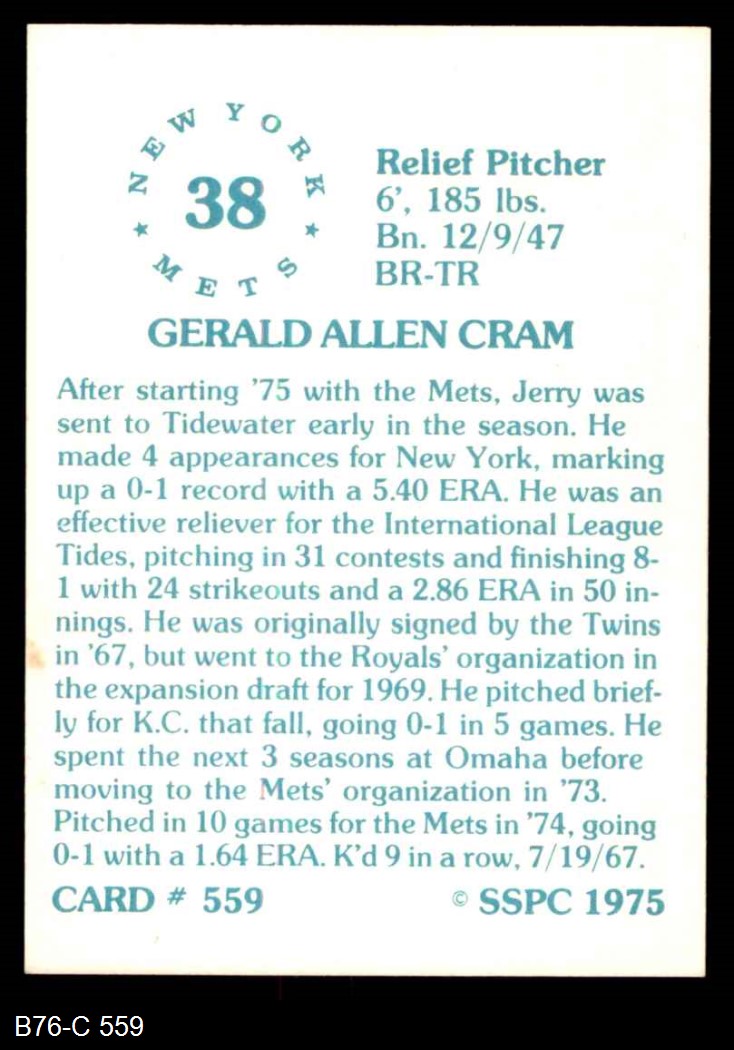 NEW YORK
38
★ METS ★
Relief Pitcher
6', 185 lbs.
Bn. 12/9/47
BR-TR
GERALD ALLEN CRAM
After starting '75 with the Mets, Jerry was
sent to Tidewater early in the season. He
made 4 appearances for New York, marking
up a 0-1 record with a 5.40 ERA. He was an
effective reliever for the International League
Tides, pitching in 31 contests and finishing 8-
1 with 24 strikeouts and a 2.86 ERA in 50 in-
nings. He was originally signed by the Twins
in '67, but went to the Royals' organization in
the expansion draft for 1969. He pitched brief-
ly for K.C. that fall, going 0-1 in 5 games. He
spent the next 3 seasons at Omaha before
moving to the Mets' organization in '73.
Pitched in 10 games for the Mets in '74, going
0-1 with a 1.64 ERA. K'd 9 in a row, 7/19/67.
CARD # 559
© SSPC 1975
B76-C 559